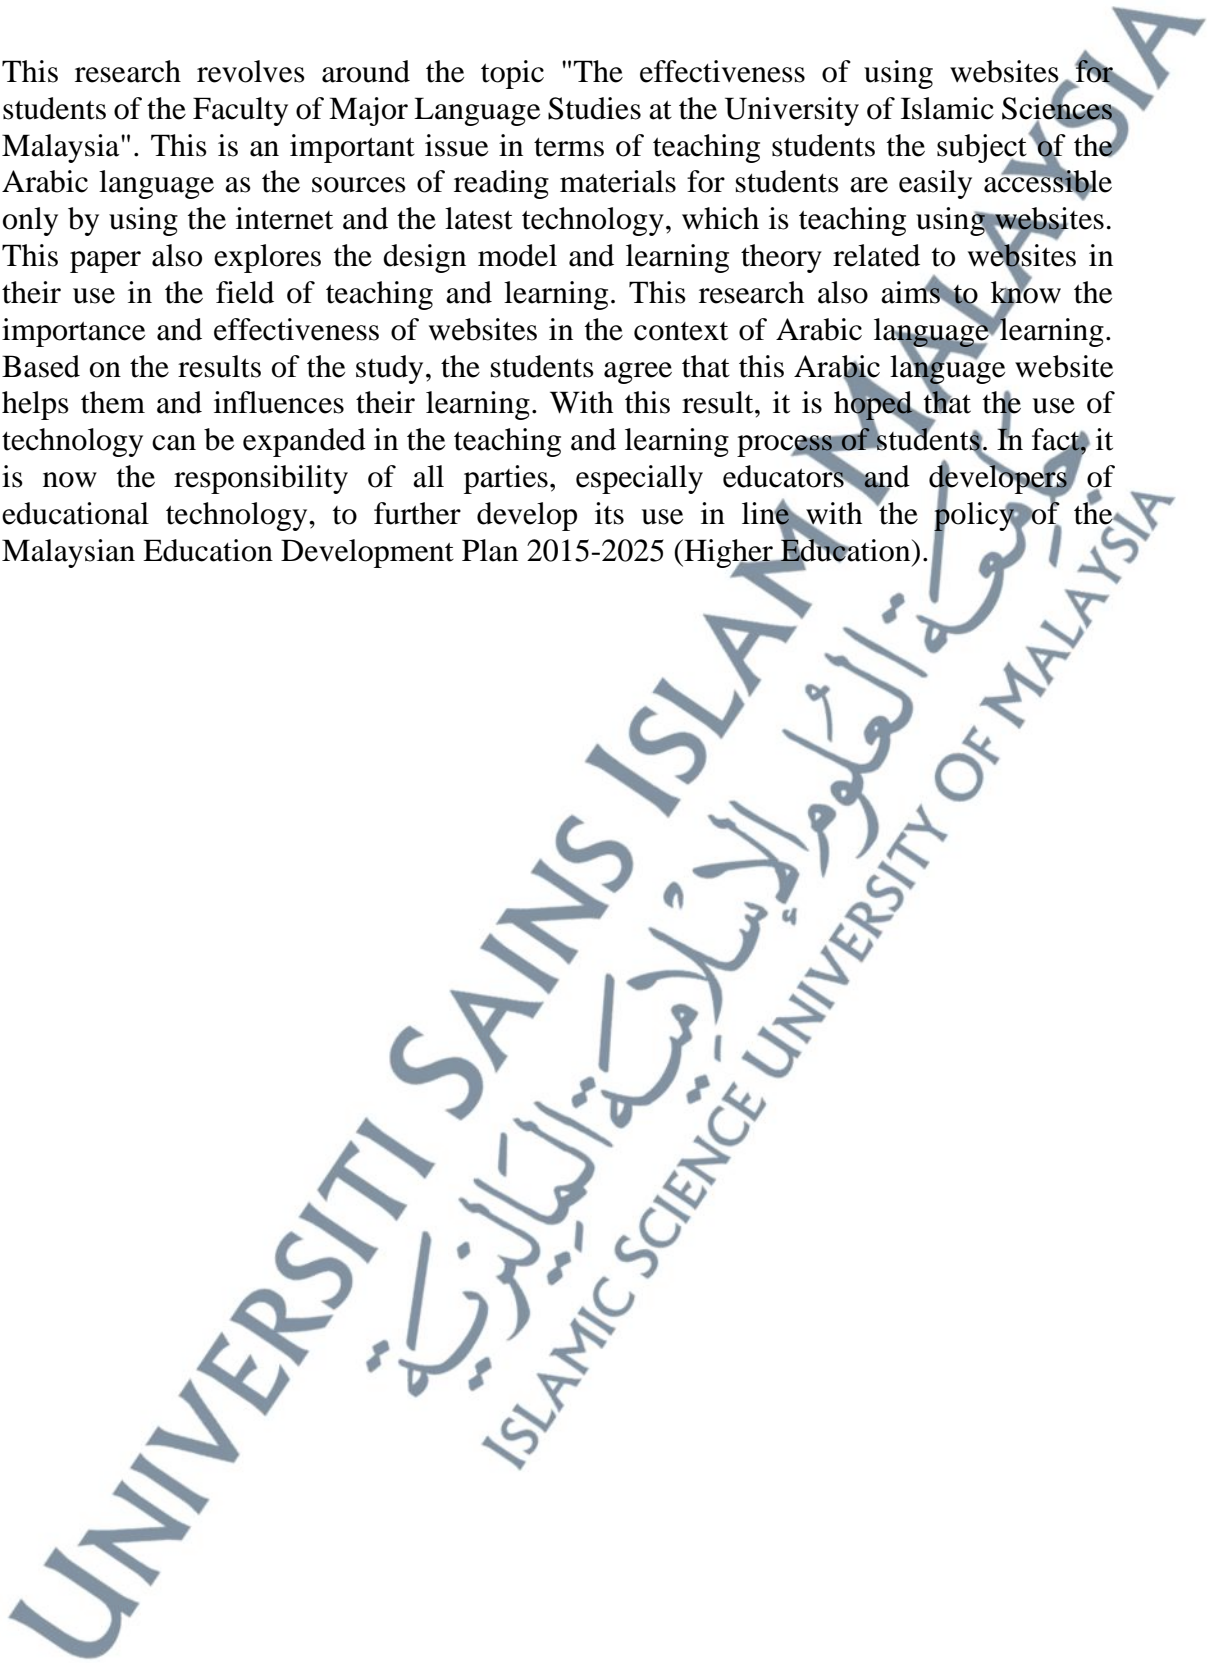 This research revolves around the topic "The effectiveness of using websites for
students of the Faculty of Major Language Studies at the University of Islamic Sciences
Malaysia". This is an important issue in terms of teaching students the subject of the
Arabic language as the sources of reading materials for students are easily accessible
only by using the internet and the latest technology, which is teaching using websites.
This paper also explores the design model and learning theory related to websites in
their use in the field of teaching and learning. This research also aims to know the
importance and effectiveness of websites in the context of Arabic language learning.
Based on the results of the study, the students agree that this Arabic language website
helps them and influences their learning. With this result, it is hoped that the use of
technology can be expanded in the teaching and learning process of students. In fact, it
is now the responsibility of all parties, especially educators and developers of
educational technology, to further develop its use in line with the policy of the
Malaysian Education Development Plan 2015-2025 (Higher Education).
UNIVERSITI SAINS ISLAM MALAYSIA
جامعة العلوم الإسلامية الماليزية
ISLAMIC SCIENCE UNIVERSITY OF MALAYSIA